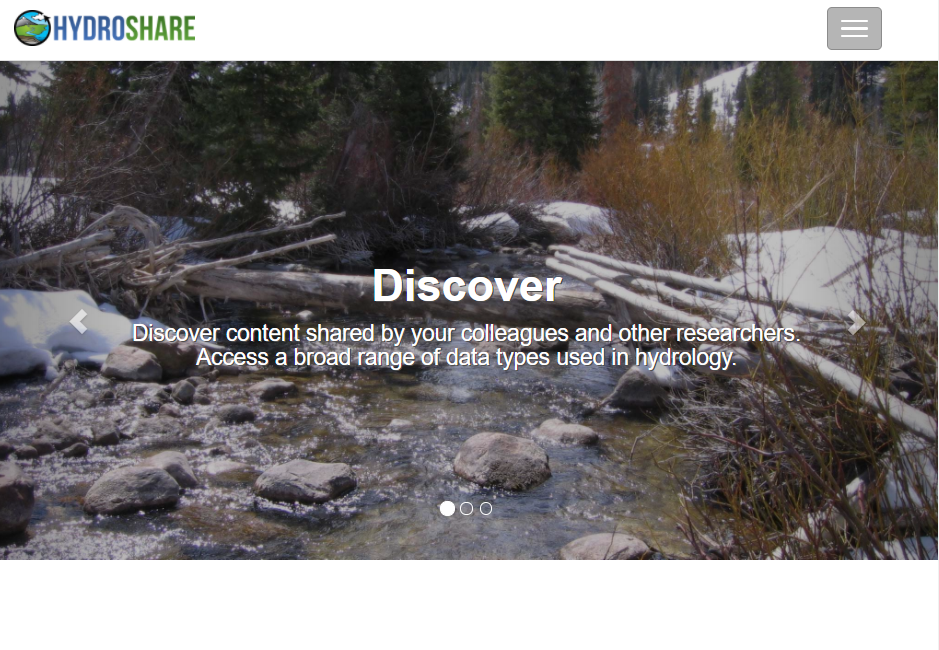 HYDROSHARE
Discover
Discover content shared by your colleagues and other researchers.
Access a broad range of data types used in hydrology.